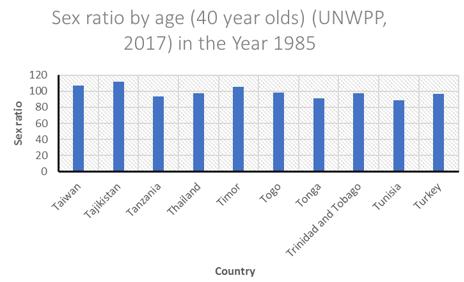 Sex ratio by age (40 year olds) (UNWPP,
2017) in the Year 1985
120
100
80
60
40
20
0
Sex ratio
Taiwan
Tajikistan
Tanzania
Thailand
Timor
Togo
Tonga
Trinidad and Tobago
Tunisia
Turkey
Country